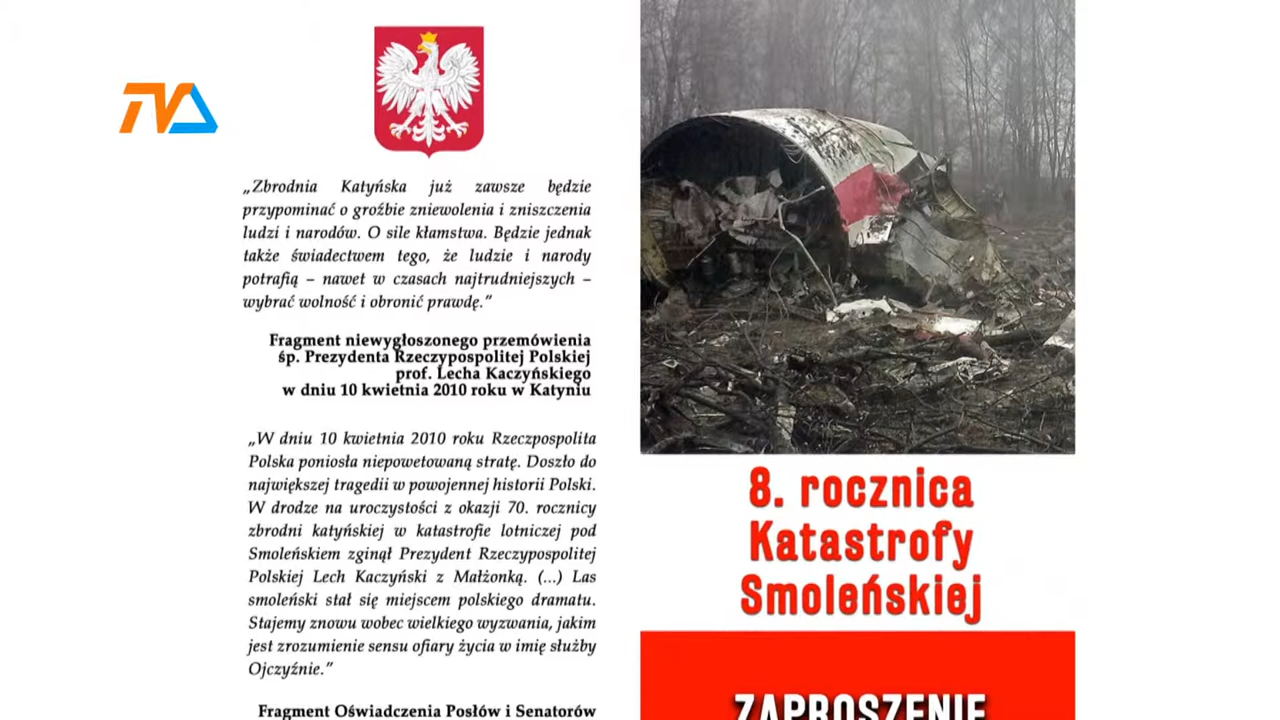 TVA
„Zbrodnia Katyńska już zawsze będzie
przypominać o groźbie zniewolenia i zniszczenia
ludzi i narodów. O sile kłamstwa. Będzie jednak
także świadectwem tego, że ludzie i narody
potrafią – nawet w czasach najtrudniejszych –
wybrać wolność i obronić prawdę.”
Fragment niewygłoszonego przemówienia
śp. Prezydenta Rzeczypospolitej Polskiej
prof. Lecha Kaczyńskiego
w dniu 10 kwietnia 2010 roku w Katyniu
„W dniu 10 kwietnia 2010 roku Rzeczpospolita
Polska poniosła niepowetowaną stratę. Doszło do
największej tragedii w powojennej historii Polski.
W drodze na uroczystości z okazji 70. rocznicy
zbrodni katyńskiej w katastrofie lotniczej pod
Smoleńskiem zginął Prezydent Rzeczypospolitej
Polskiej Lech Kaczyński z Małżonką. (...) Las
smoleński stał się miejscem polskiego dramatu.
Stajemy znowu wobec wielkiego wyzwania, jakim
jest zrozumienie sensu ofiary życia w imię służby
Ojczyźnie.”
Fragment Oświadczenia Posłów i Senatorów
8. rocznica
Katastrofy
Smoleńskiej
ZAPROSZENIE